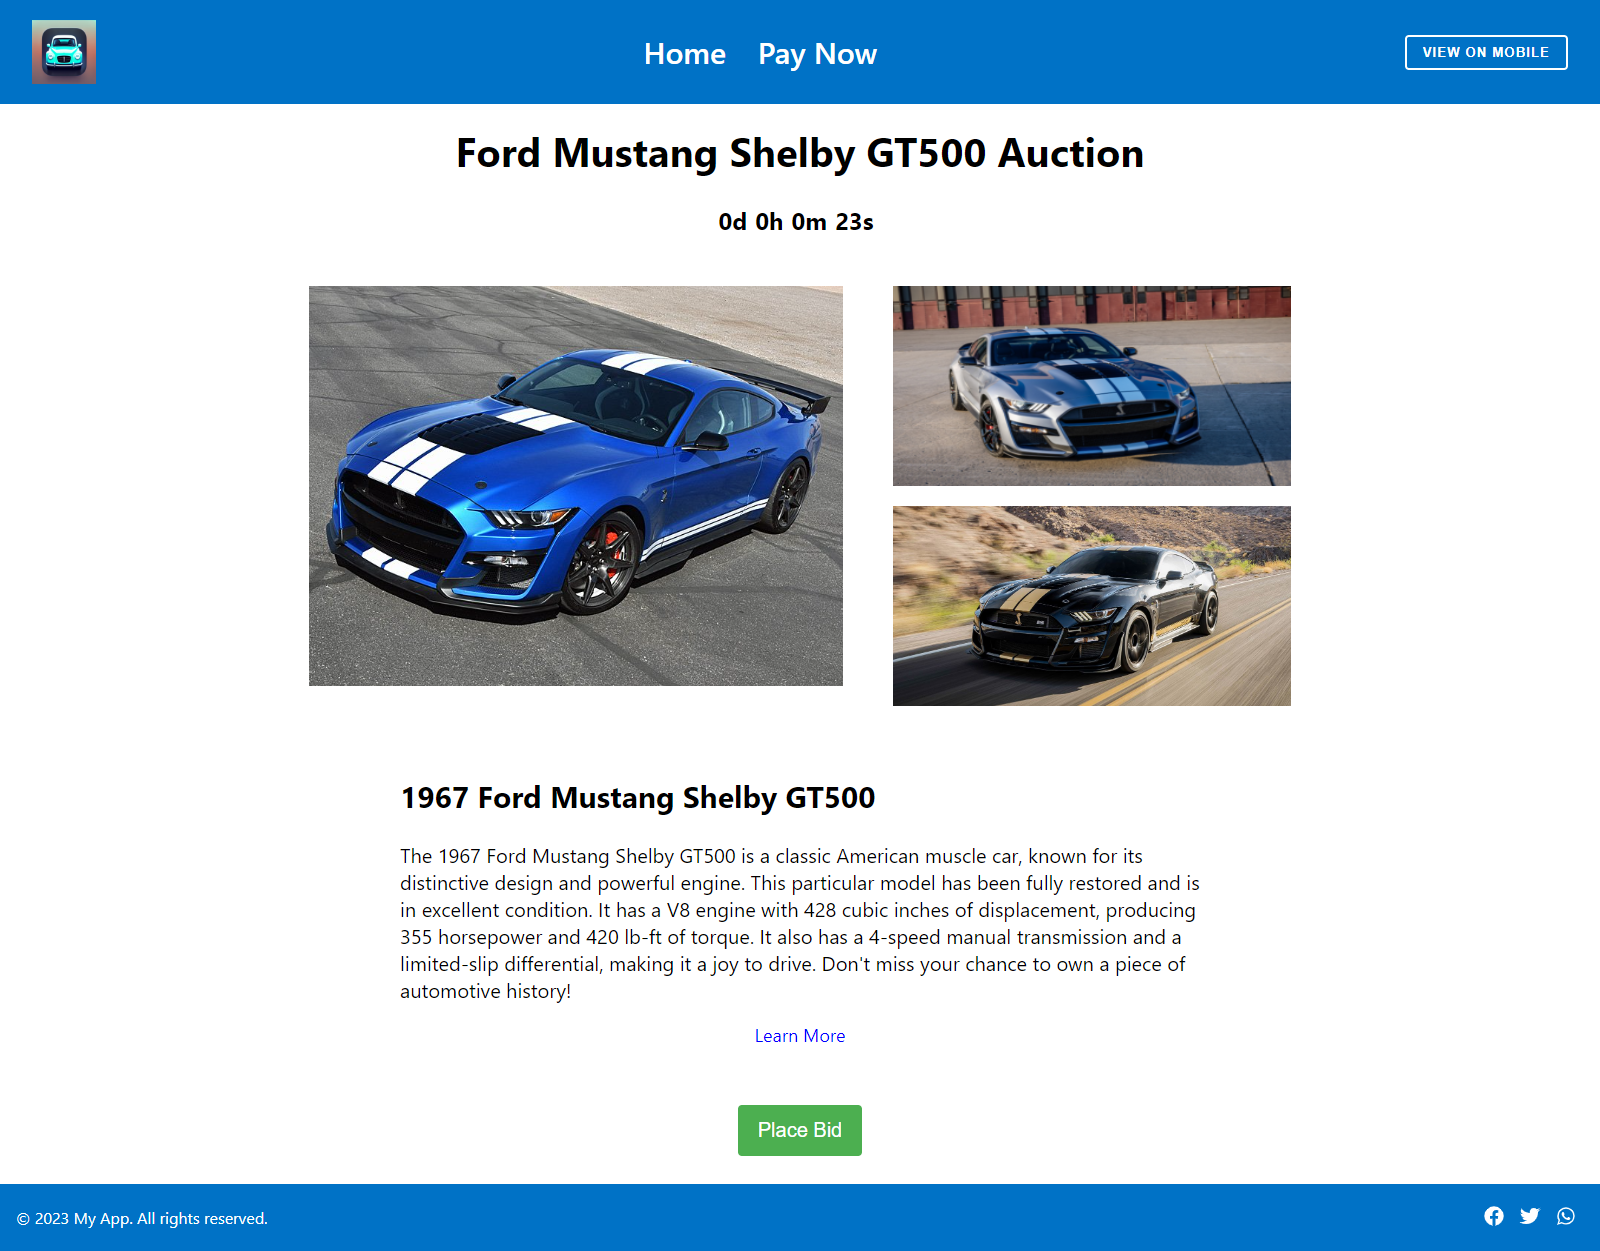 Home
Pay Now
VIEW ON MOBILE
Ford Mustang Shelby GT500 Auction
0d 0h 0m 23s
1967 Ford Mustang Shelby GT500
The 1967 Ford Mustang Shelby GT500 is a classic American muscle car, known for its
distinctive design and powerful engine. This particular model has been fully restored and is
in excellent condition. It has a V8 engine with 428 cubic inches of displacement, producing
355 horsepower and 420 lb-ft of torque. It also has a 4-speed manual transmission and a
limited-slip differential, making it a joy to drive. Don't miss your chance to own a piece of
automotive history!
Learn More
Place Bid
© 2023 My App. All rights reserved.